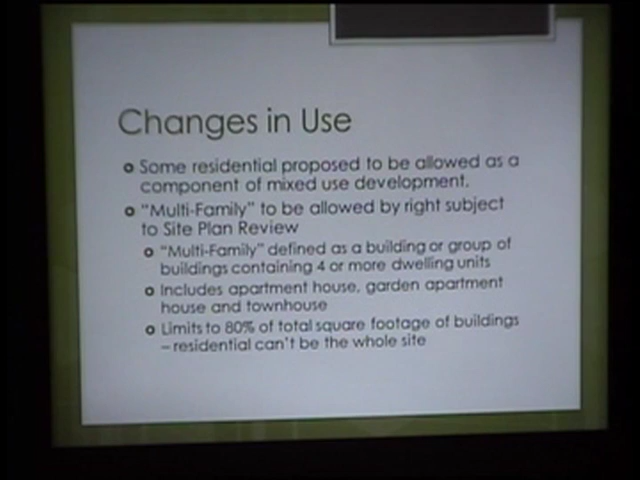 Changes in Use
Some residential proposed to be allowed as a
component of mixed use development.
"Multi-Family" to be allowed by right subject
to Site Plan Review
"Multi-Family" defined as a building or group of
buildings containing 4 or more dwelling units
Includes apartment house, garden apartment
house and townhouse
Limits to 80% of total square footage of buildings
– residential can't be the whole site